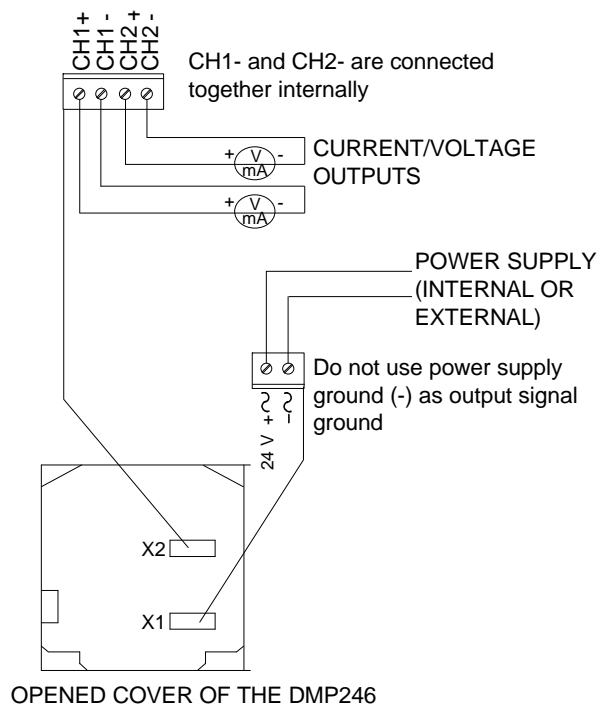 CH1+
CH1 -
CH2+
CH2-
CH1- and CH2- are connected
together internally
+ V -
mA
CURRENT/VOLTAGE
OUTPUTS
+ V -
mA
POWER SUPPLY
(INTERNAL OR
EXTERNAL)
Do not use power supply
ground (-) as output signal
ground
24 V + ~
- ~
X2
X1
OPENED COVER OF THE DMP246